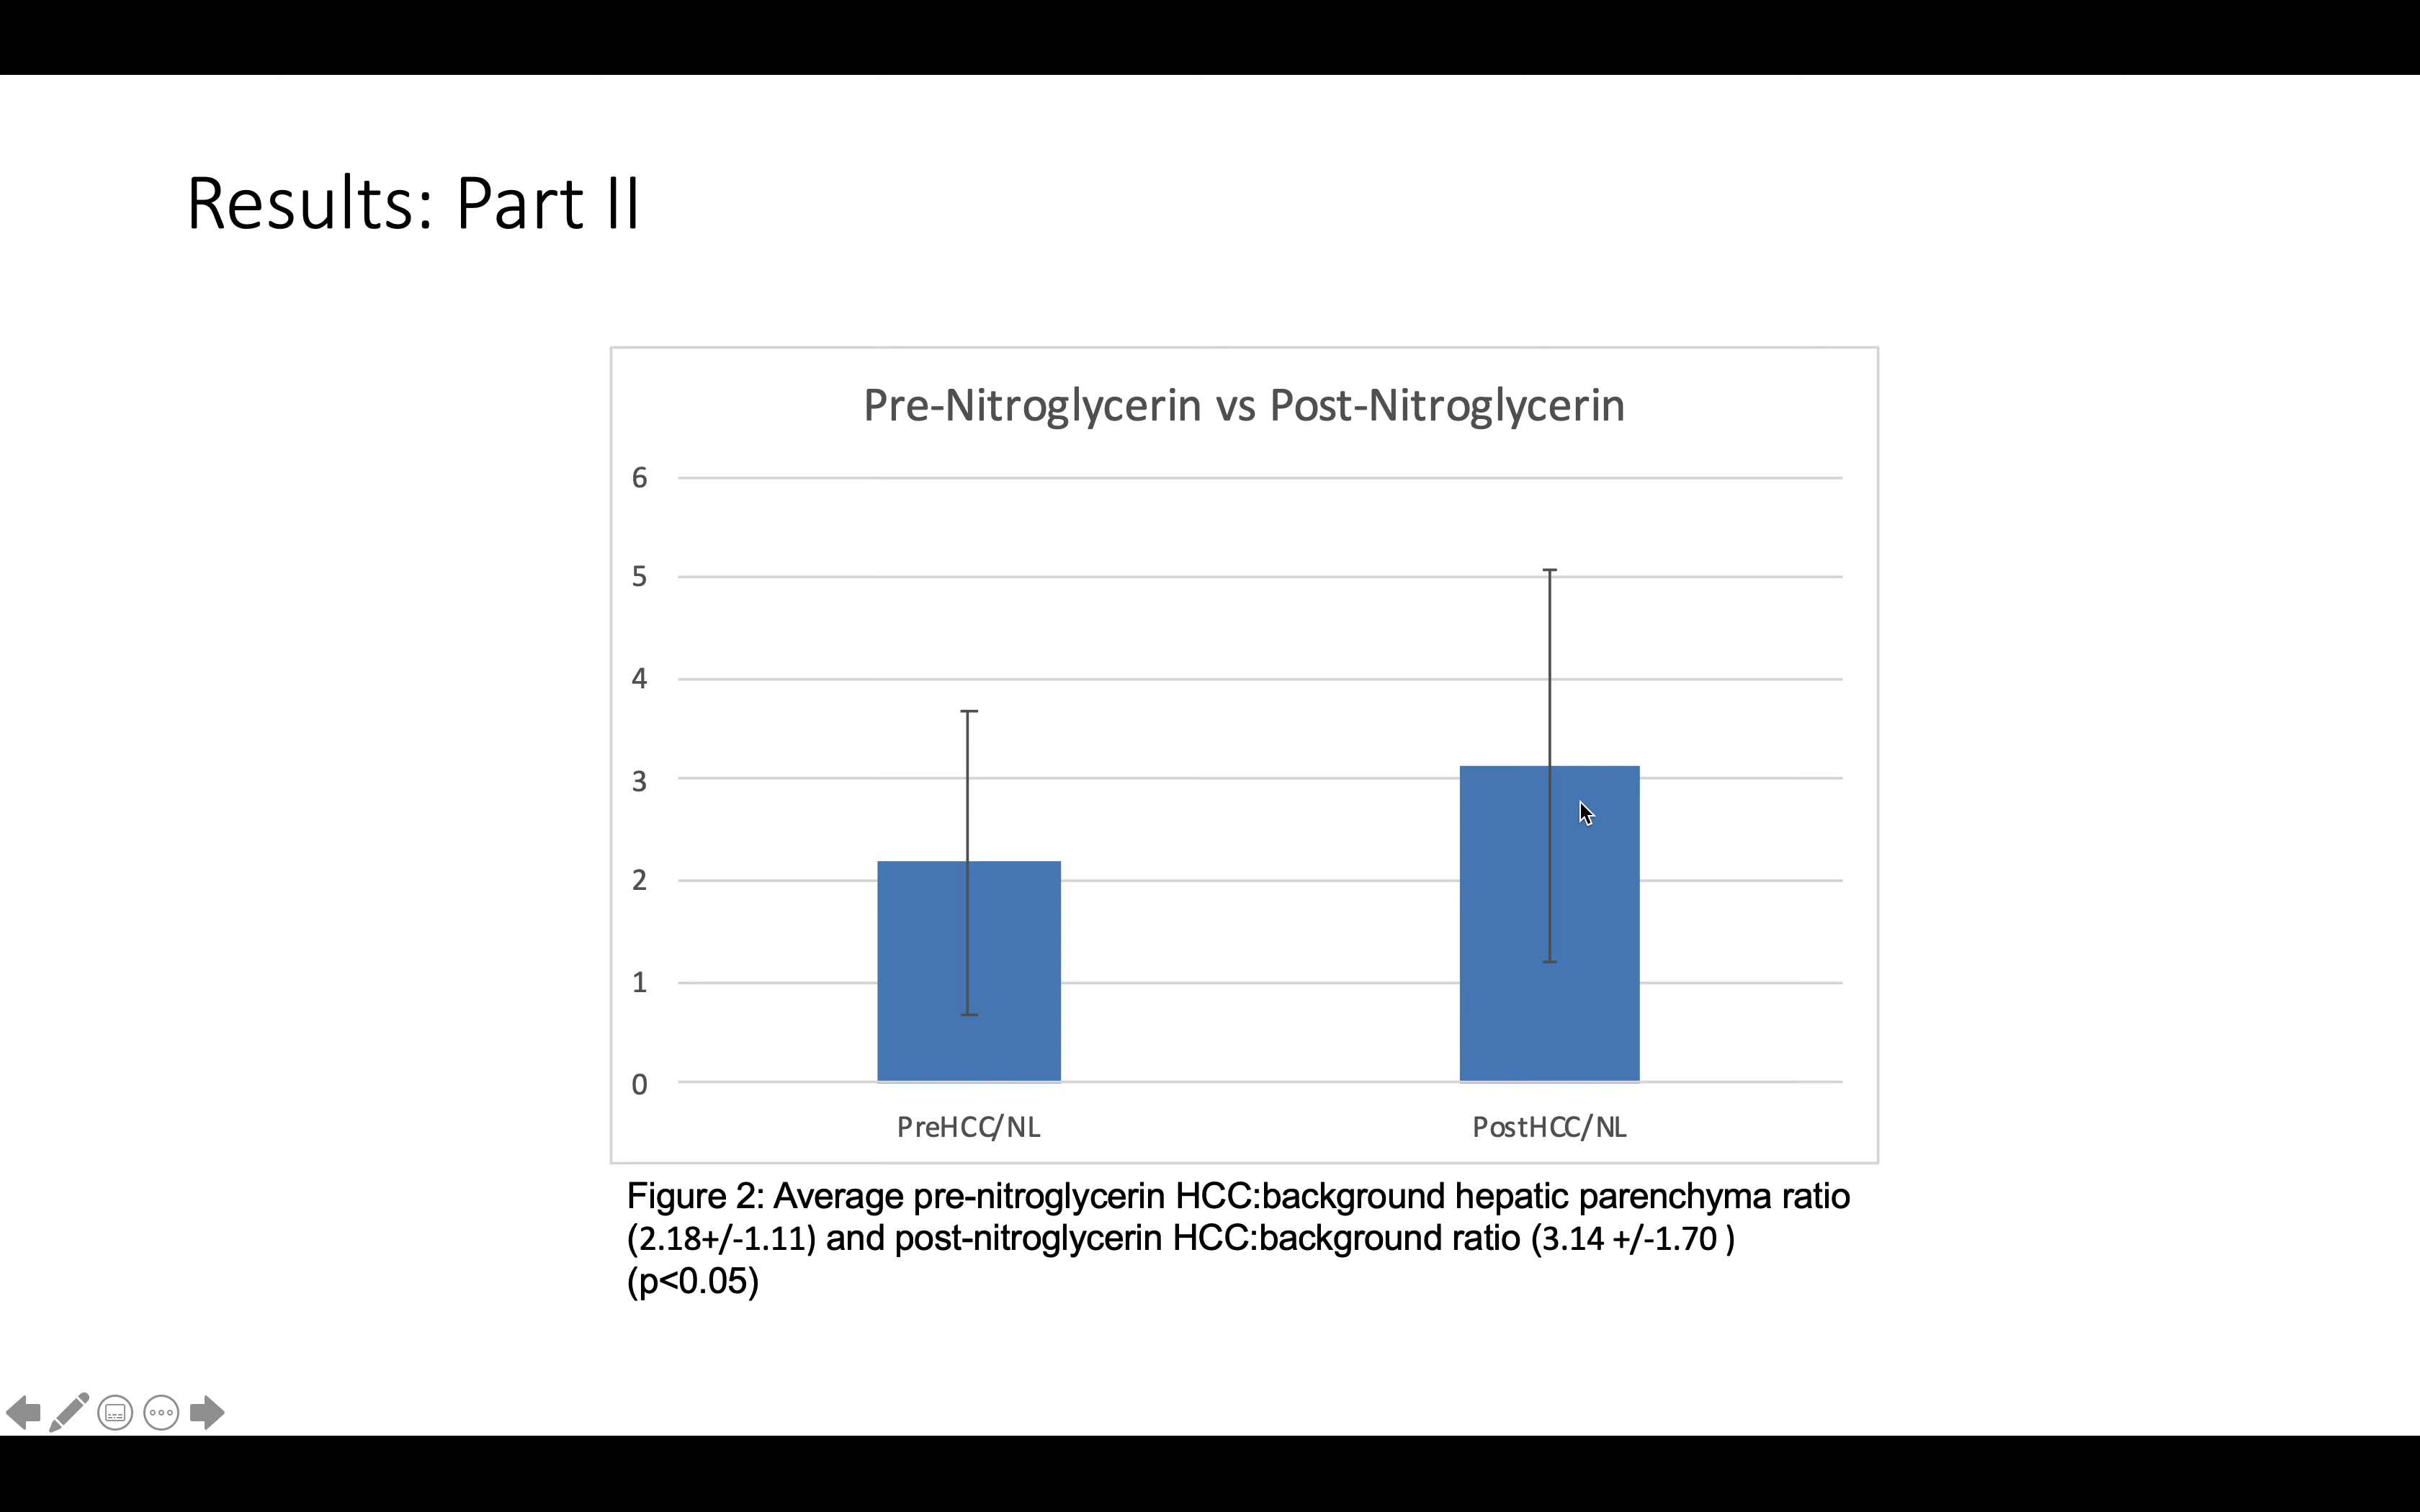 Results: Part II
Pre-Nitroglycerin vs Post-Nitroglycerin
6
5
4
3
2
1
0
PreHCC/NL
PostHCC/NL
Figure 2: Average pre-nitroglycerin HCC:background hepatic parenchyma ratio
(2.18+/-1.11) and post-nitroglycerin HCC:background ratio (3.14 +/-1.70 )
(p<0.05)